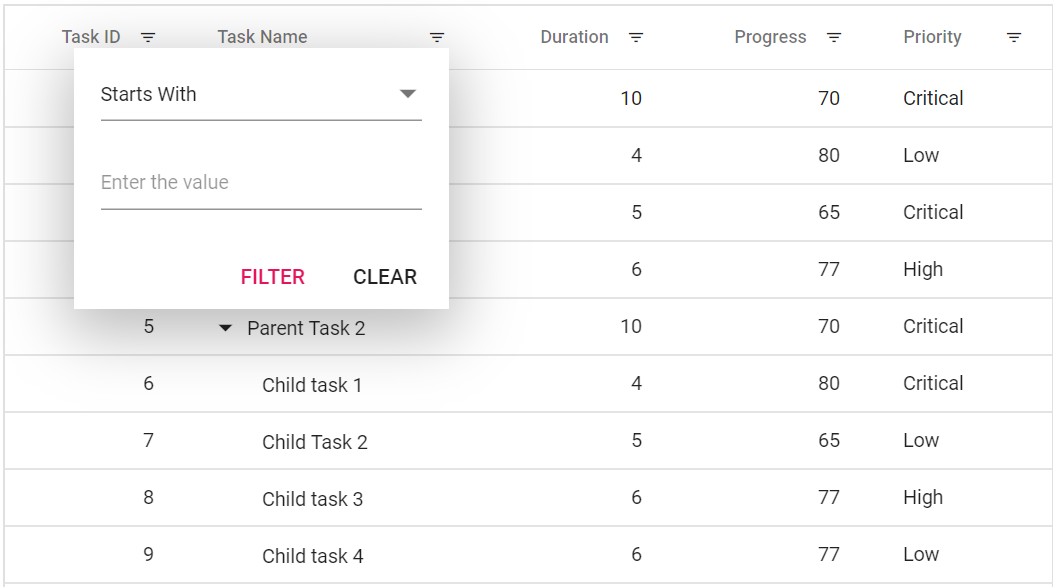 Task ID Task Name Duration Progress Priority
Starts With
10 70 Critical
4 80 Low
Enter the value
5 65 Critical
6 77 High
FILTER CLEAR
5 Parent Task 2 10 70 Critical
6 Child task 1 4 80 Critical
7 Child Task 2 5 65 Low
8 Child task 3 6 77 High
9 Child task 4 6 77 Low